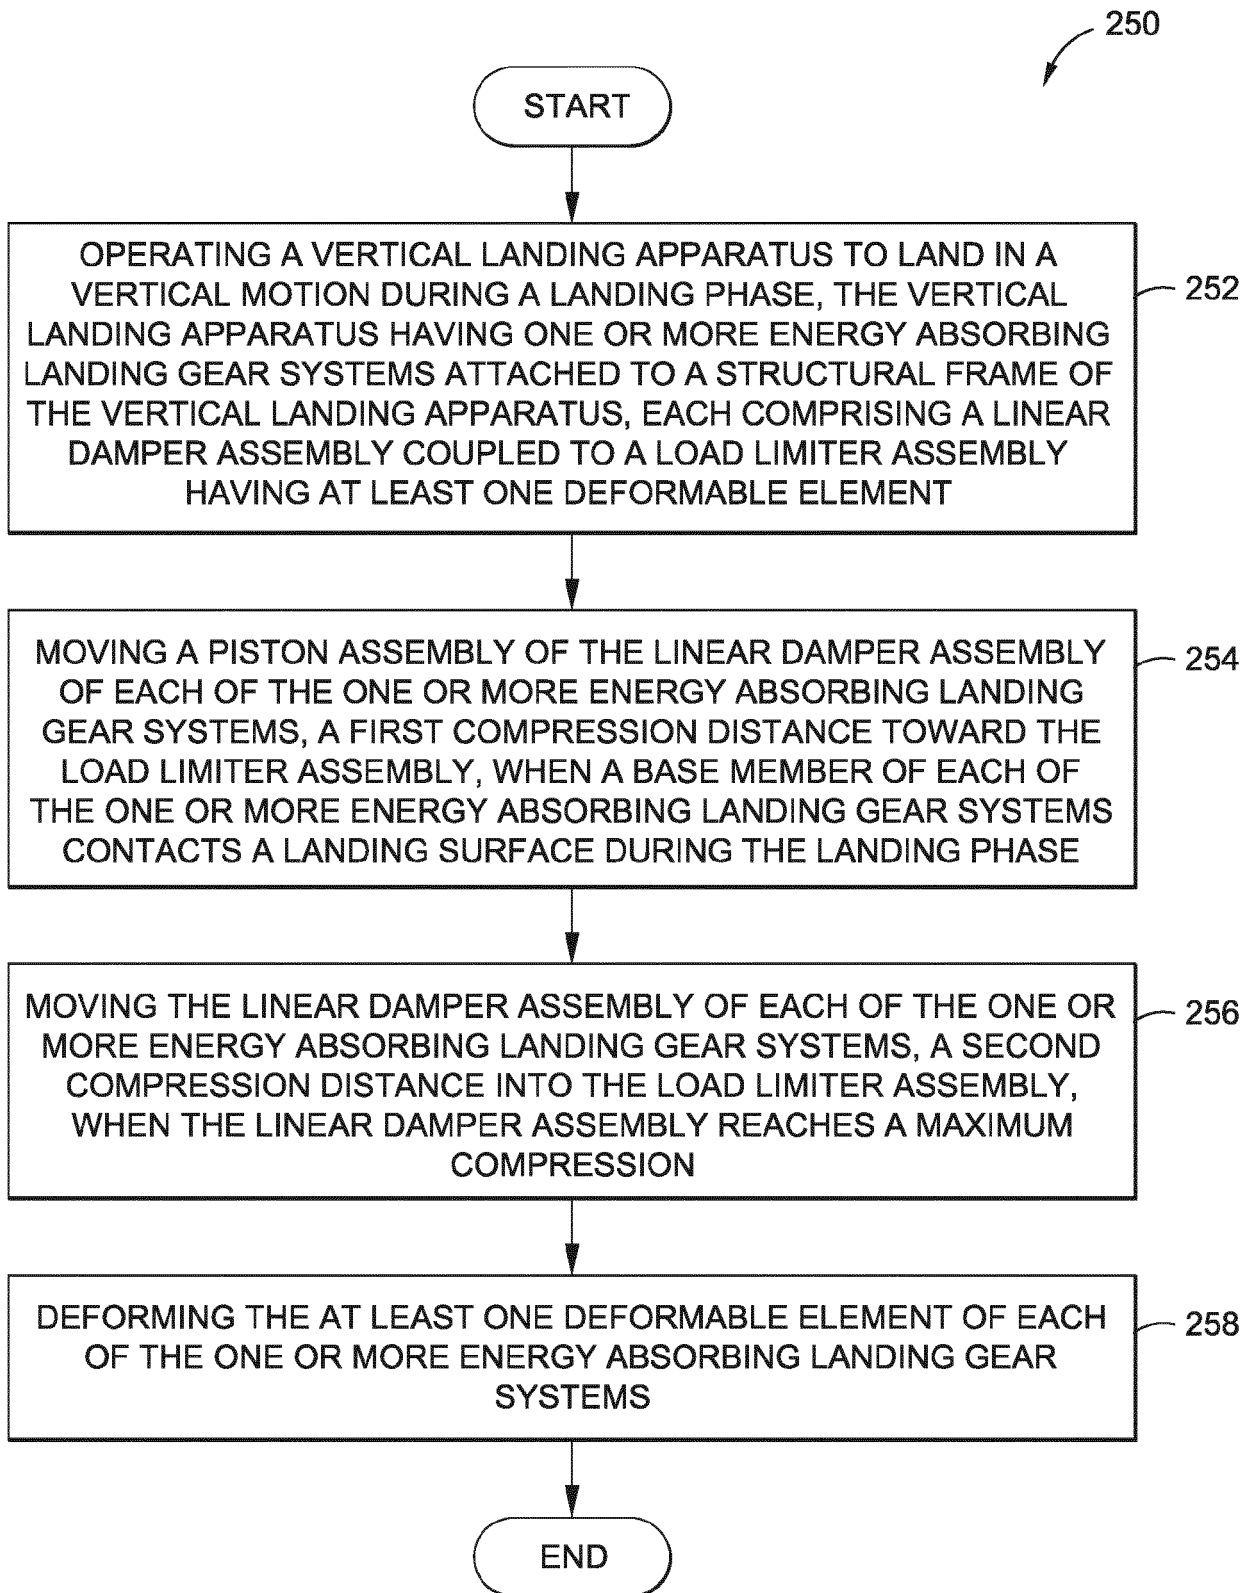 250
START
OPERATING A VERTICAL LANDING APPARATUS TO LAND IN A
VERTICAL MOTION DURING A LANDING PHASE, THE VERTICAL
LANDING APPARATUS HAVING ONE OR MORE ENERGY ABSORBING
LANDING GEAR SYSTEMS ATTACHED TO A STRUCTURAL FRAME OF
THE VERTICAL LANDING APPARATUS, EACH COMPRISING A LINEAR
DAMPER ASSEMBLY COUPLED TO A LOAD LIMITER ASSEMBLY
HAVING AT LEAST ONE DEFORMABLE ELEMENT
252
MOVING A PISTON ASSEMBLY OF THE LINEAR DAMPER ASSEMBLY
OF EACH OF THE ONE OR MORE ENERGY ABSORBING LANDING
GEAR SYSTEMS, A FIRST COMPRESSION DISTANCE TOWARD THE
LOAD LIMITER ASSEMBLY, WHEN A BASE MEMBER OF EACH OF
THE ONE OR MORE ENERGY ABSORBING LANDING GEAR SYSTEMS
CONTACTS A LANDING SURFACE DURING THE LANDING PHASE
254
MOVING THE LINEAR DAMPER ASSEMBLY OF EACH OF THE ONE OR
MORE ENERGY ABSORBING LANDING GEAR SYSTEMS, A SECOND
COMPRESSION DISTANCE INTO THE LOAD LIMITER ASSEMBLY,
WHEN THE LINEAR DAMPER ASSEMBLY REACHES A MAXIMUM
COMPRESSION
256
DEFORMING THE AT LEAST ONE DEFORMABLE ELEMENT OF EACH
OF THE ONE OR MORE ENERGY ABSORBING LANDING GEAR
SYSTEMS
258
END